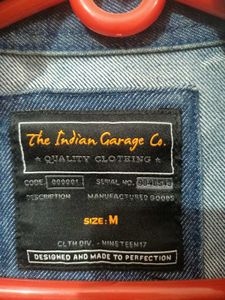 The Indian Garage Co.
★ QUALITY CLOTHING ★
CODE 000001 SERIAL NO.
DESCRIPTION MANUFACTURED GOODS
SIZE: M
CLTH DIV. - NINETEEN17
DESIGNED AND MADE TO PERFECTION